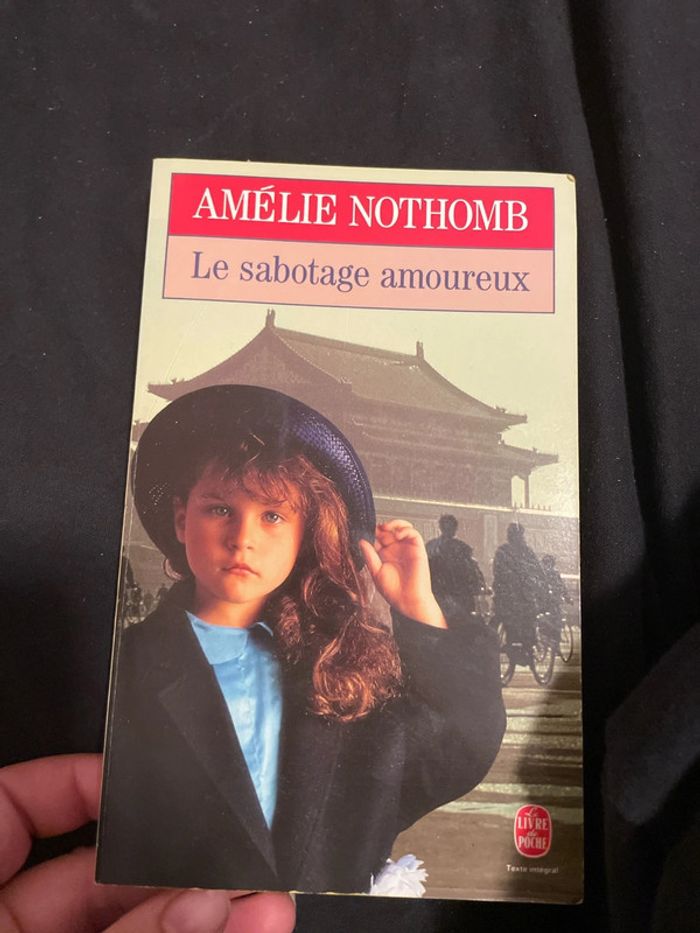 AMÉLIE NOTHOMB
Le sabotage amoureux
Le
LIVRE
de
POCHE
Texte intégral